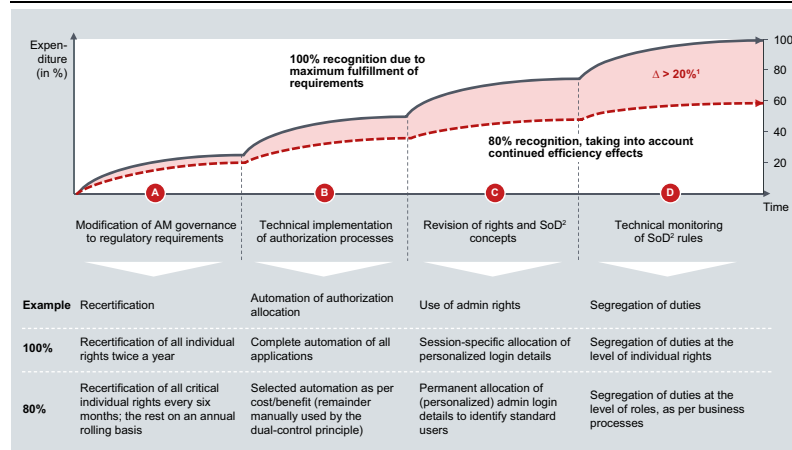 Expen-
diture
(in %)
100% recognition due to
maximum fulfillment of
requirements
Δ > 20%¹
80% recognition, taking into account
continued efficiency effects
100
80
60
40
20
Time
A
B
C
D
Modification of AM governance
to regulatory requirements
Technical implementation
of authorization processes
Revision of rights and SoD²
concepts
Technical monitoring
of SoD² rules
Example
Recertification
Automation of authorization
allocation
Use of admin rights
Segregation of duties
100%
Recertification of all individual
rights twice a year
Complete automation of all
applications
Session-specific allocation of
personalized login details
Segregation of duties at the
level of individual rights
80%
Recertification of all critical
individual rights every six
months; the rest on an annual
rolling basis
Selected automation as per
cost/benefit (remainder
manually used by the
dual-control principle)
Permanent allocation of
(personalized) admin login
details to identify standard
users
Segregation of duties at the
level of roles, as per business
processes